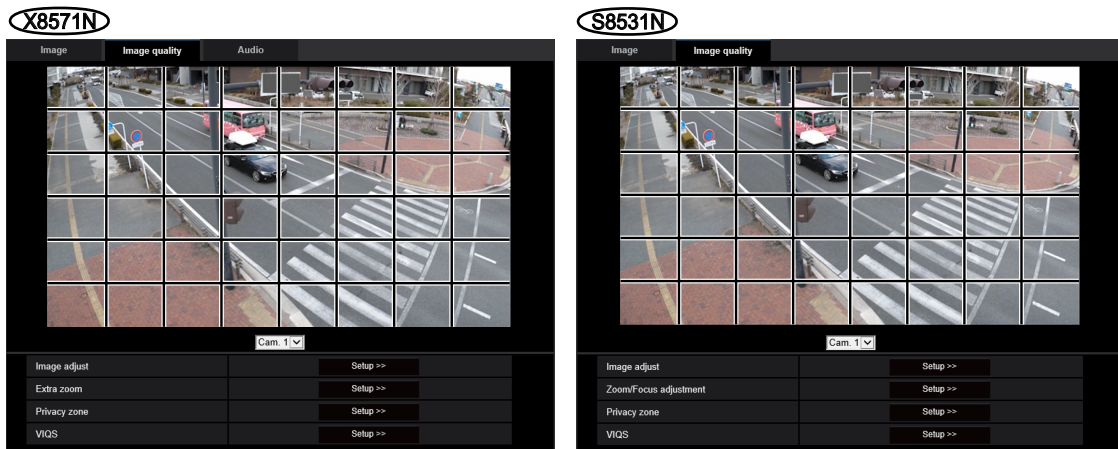 X8571N
Image Image quality Audio
Cam. 1
Image adjust Setup >>
Extra zoom Setup >>
Privacy zone Setup >>
VIQS Setup >>
S8531N
Image Image quality
Cam. 1
Image adjust Setup >>
Zoom/Focus adjustment Setup >>
Privacy zone Setup >>
VIQS Setup >>